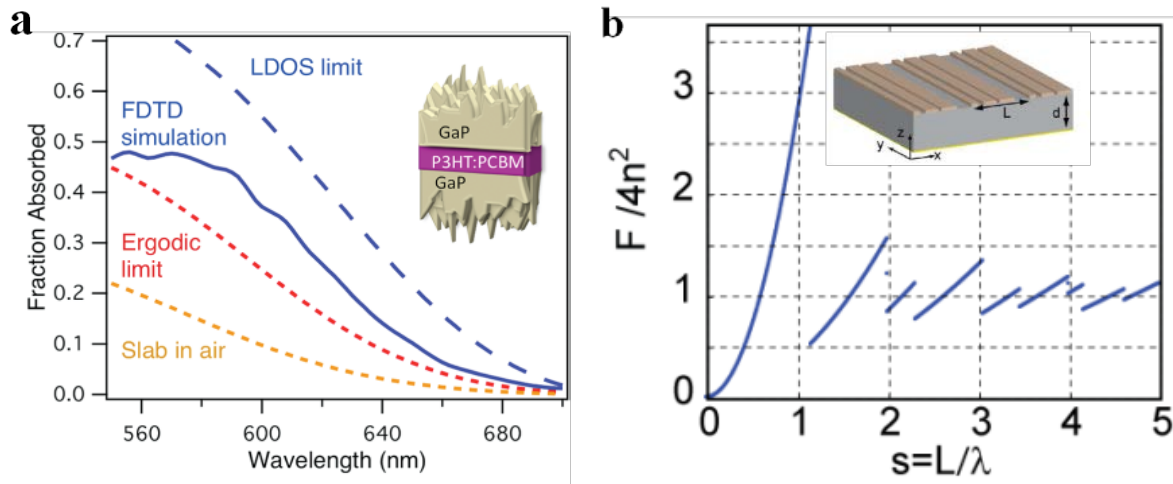 a
0.7
0.6
0.5
0.4
0.3
0.2
0.1
0.0
Fraction Absorbed
LDOS limit
FDTD
simulation
Ergodic
limit
Slab in air
GaP
P3HT:PCBM
GaP
560
600
640
680
Wavelength (nm)
b
3
2
1
0
F /4n²
L
d
z
y
x
0
1
2
3
4
5
s=L/λ